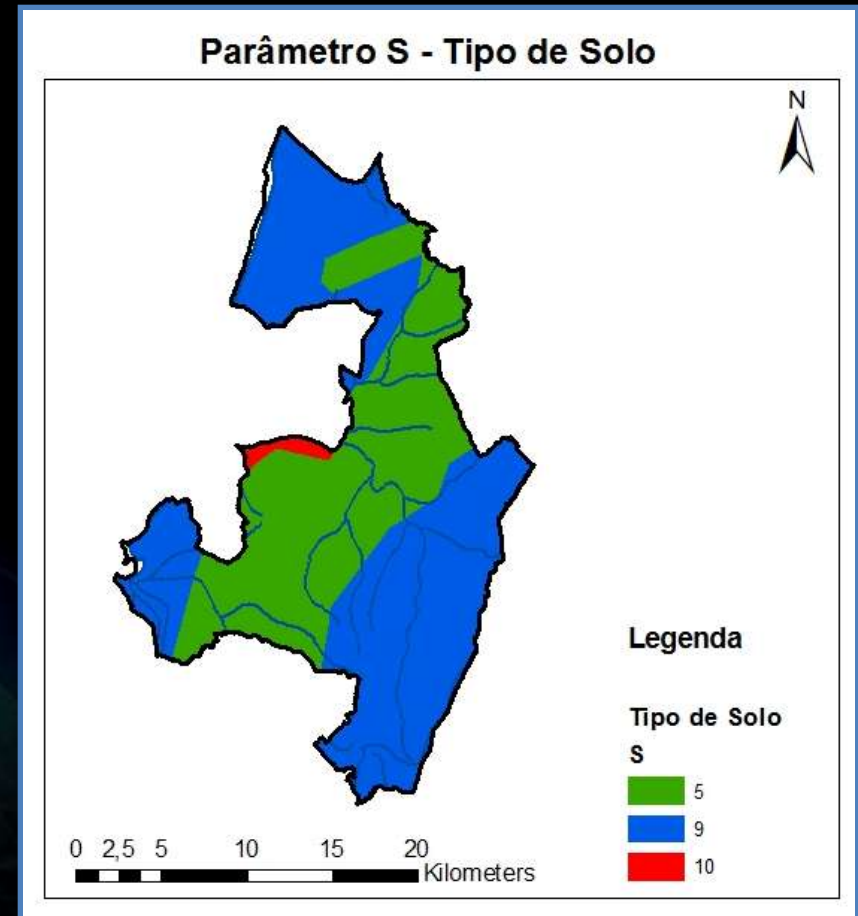 Parâmetro S - Tipo de Solo
N
Legenda
Tipo de Solo
S
5
9
10
0 2,5 5 10 15 20
Kilometers